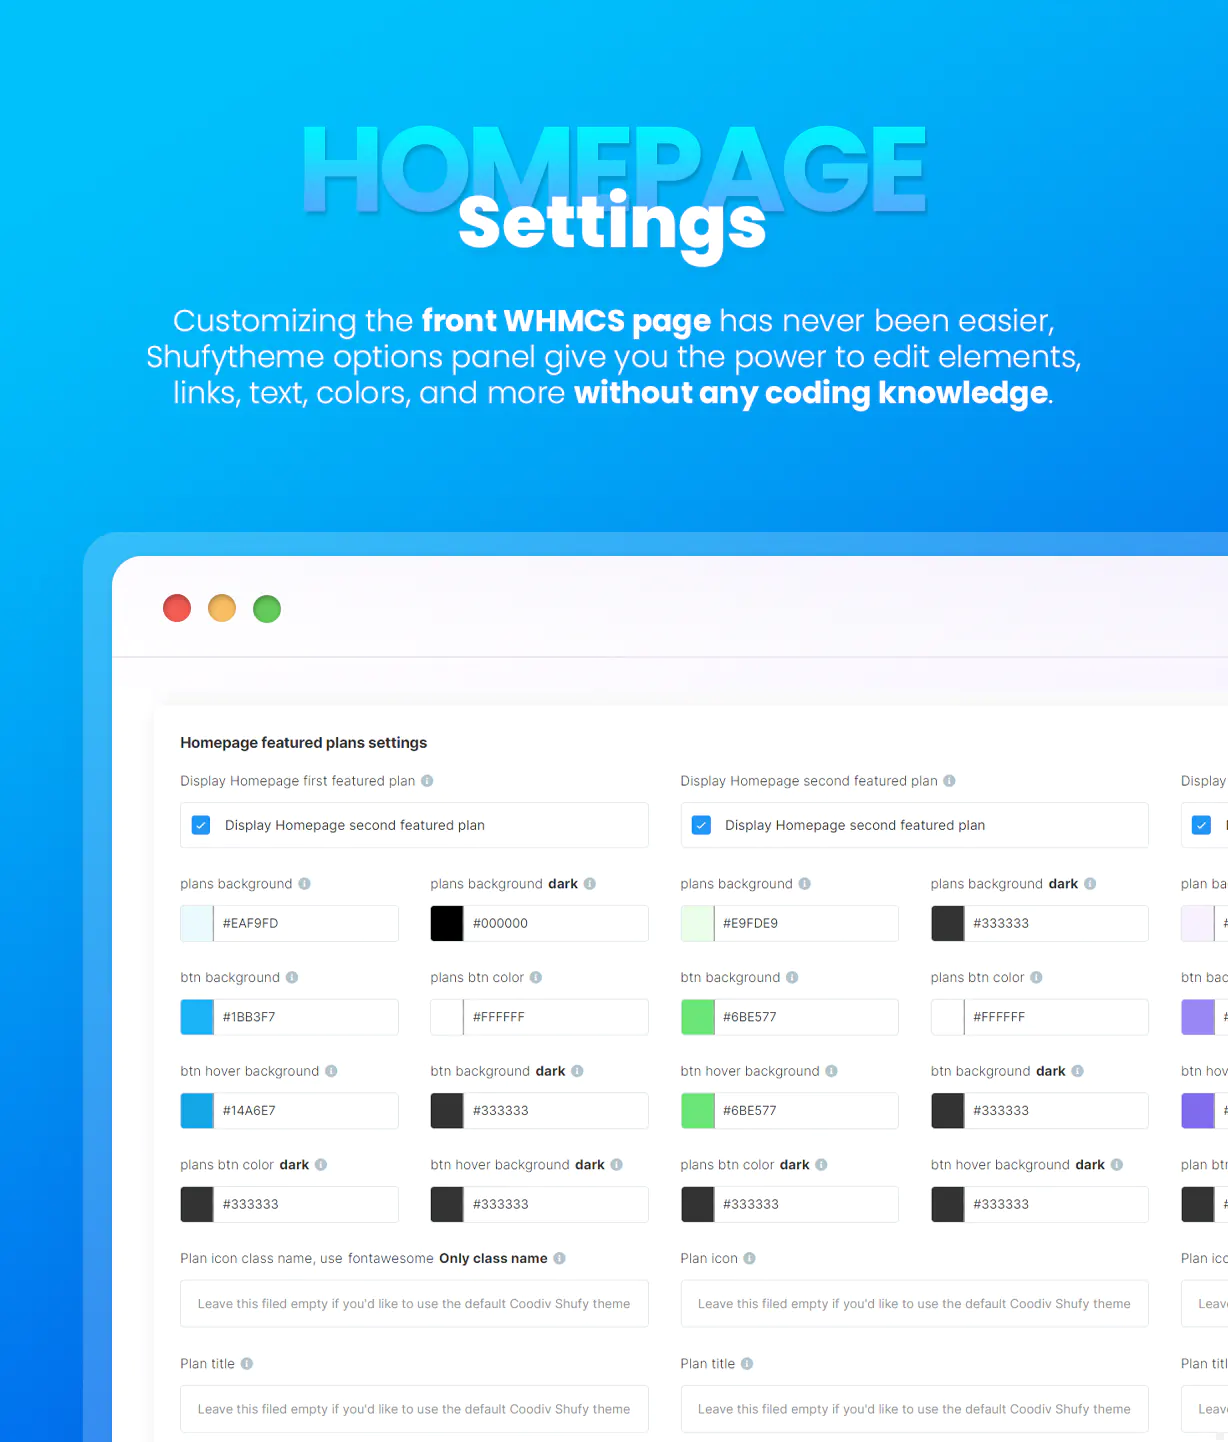 HOMEPAGE
Settings
Customizing the front WHMCS page has never been easier,
Shufytheme options panel give you the power to edit elements,
links, text, colors, and more without any coding knowledge.
Homepage featured plans settings
Display Homepage first featured plan Display Homepage second featured plan Display
Display Homepage second featured plan Display Homepage second featured plan
plans background plans background dark plans background plans background dark plan ba
#EAF9FD #000000 #E9FDE9 #333333 #
btn background plans btn color btn background plans btn color btn bac
#1BB3F7 #FFFFFF #6BE577 #FFFFFF #
btn hover background btn background dark btn hover background btn background dark btn hov
#14A6E7 #333333 #6BE577 #333333 #
plans btn color dark btn hover background dark plans btn color dark btn hover background dark plan btn
#333333 #333333 #333333 #333333 #
Plan icon class name, use fontawesome Only class name Plan icon Plan ico
Leave this filed empty if you'd like to use the default Coodiv Shufy theme Leave this filed empty if you'd like to use the default Coodiv Shufy theme Leav
Plan title Plan title Plan titl
Leave this filed empty if you'd like to use the default Coodiv Shufy theme Leave this filed empty if you'd like to use the default Coodiv Shufy theme Leav